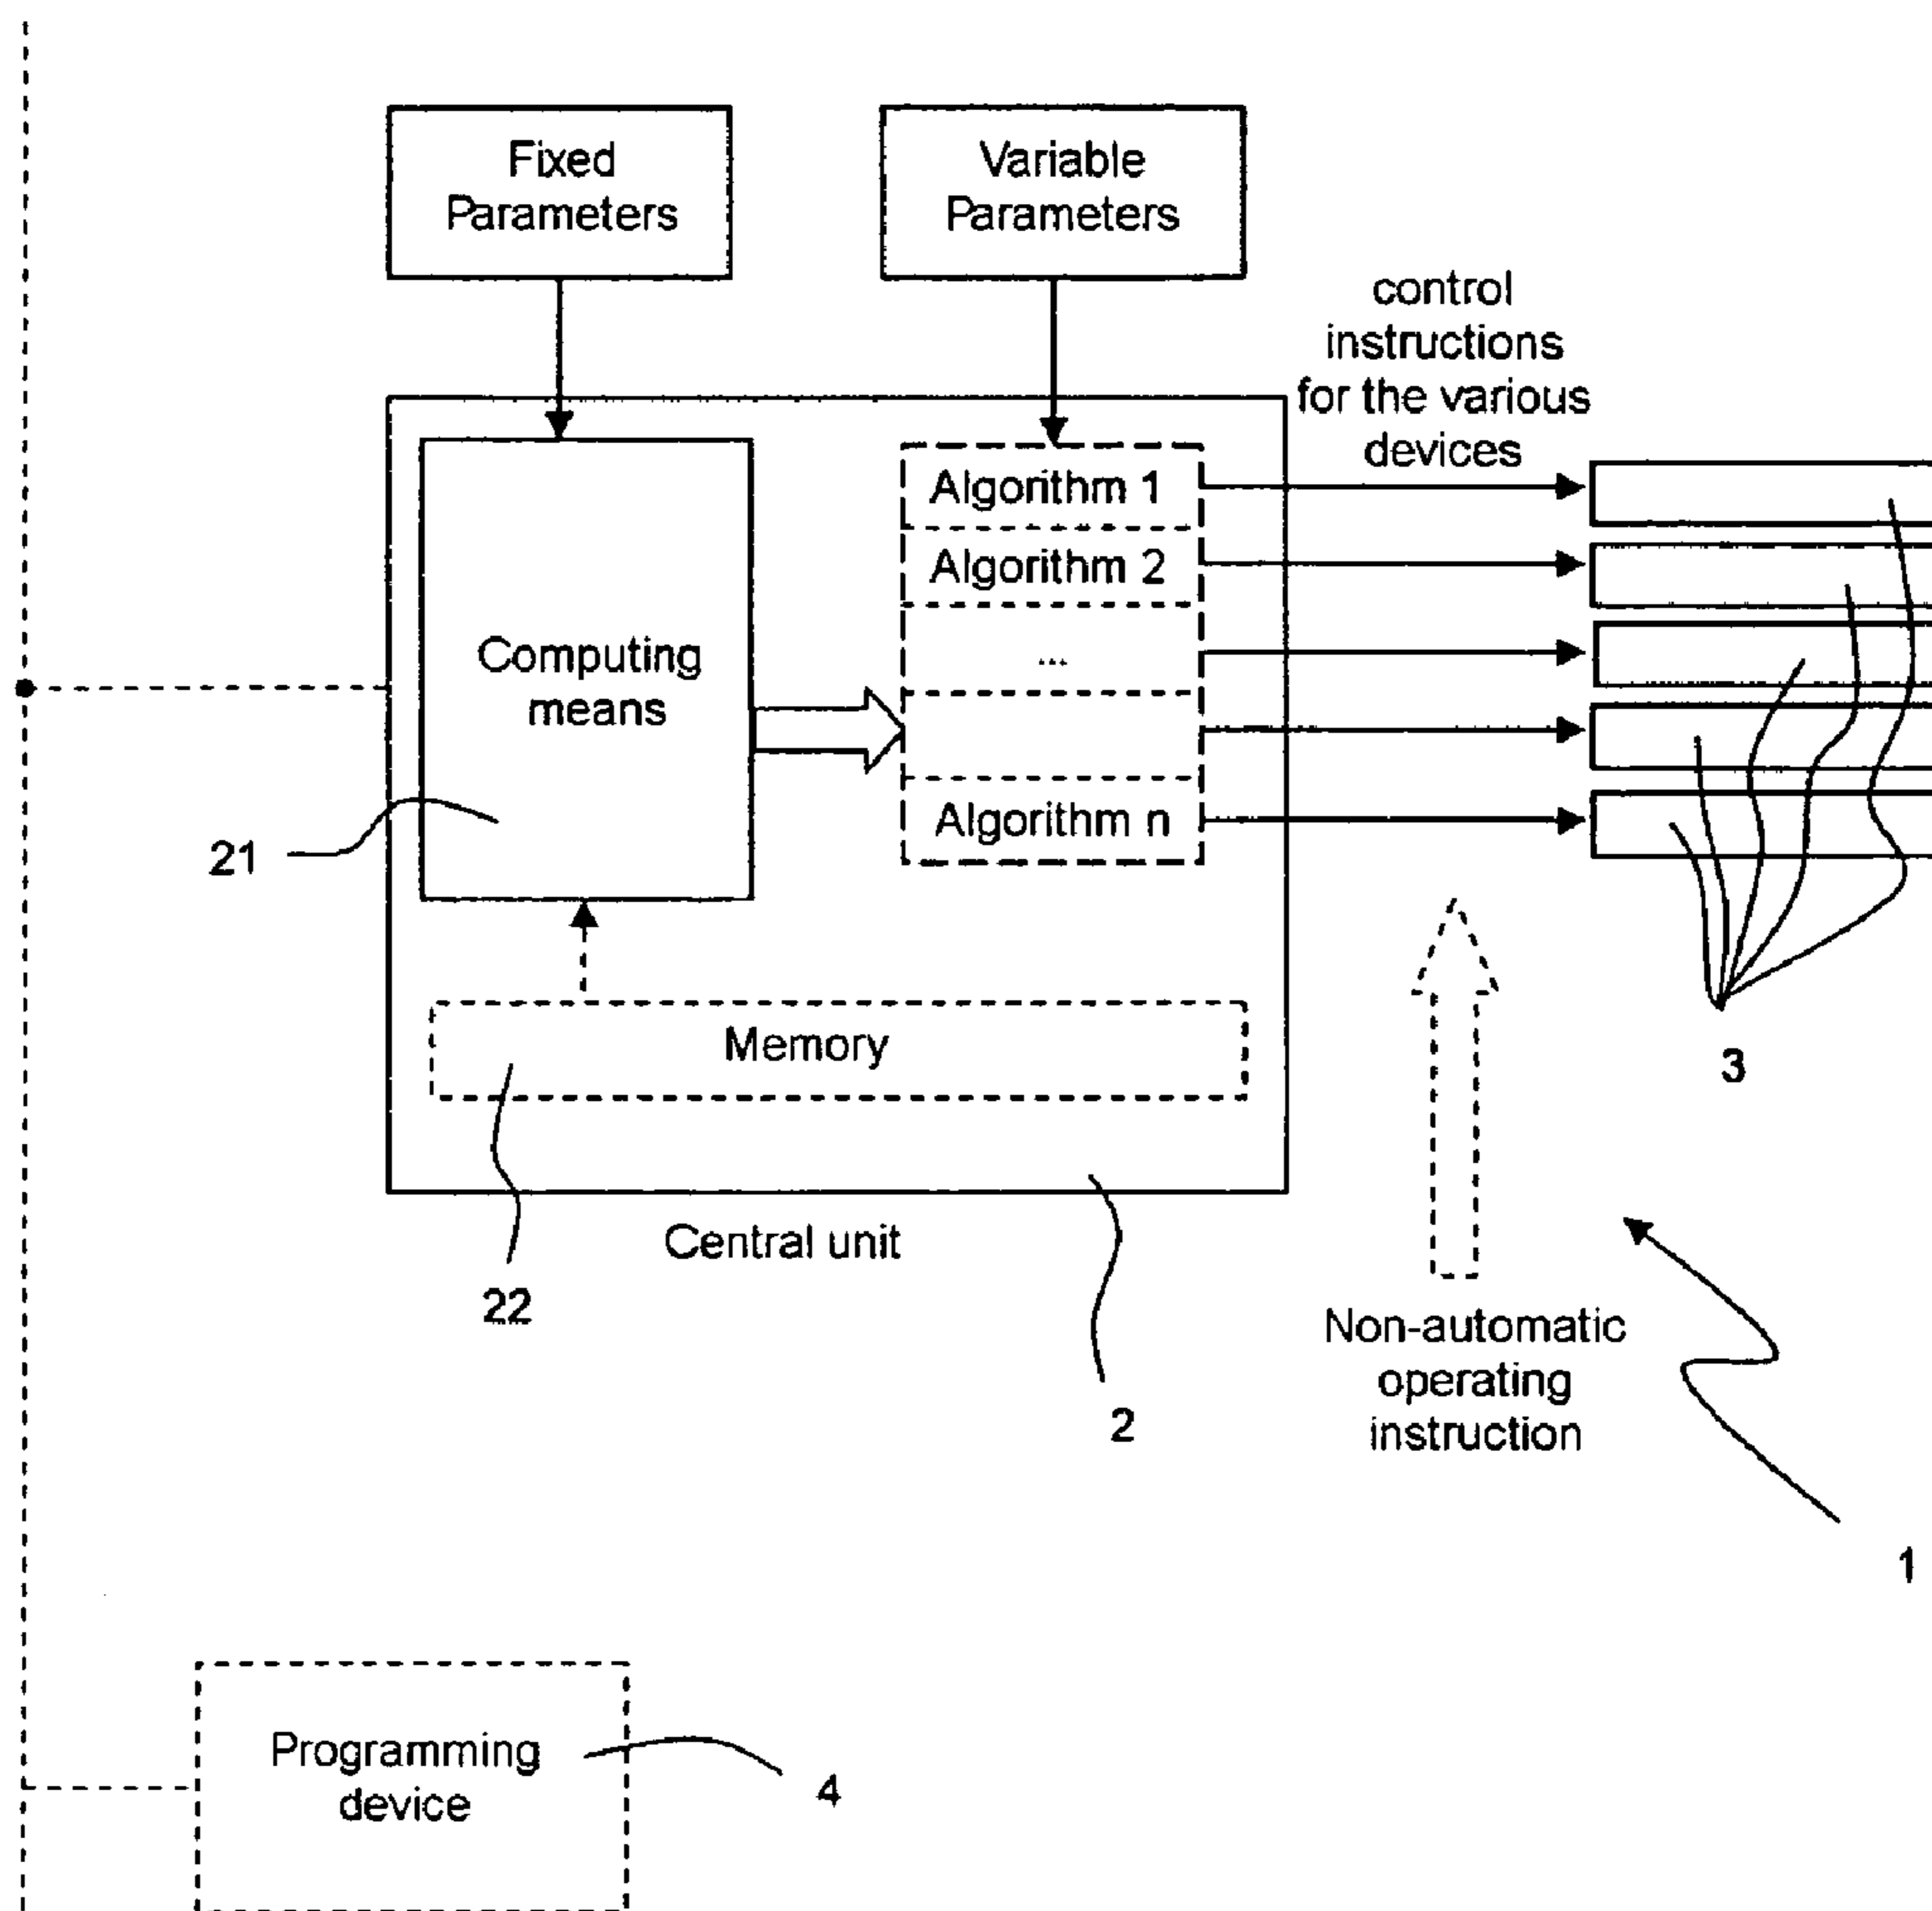 Fixed
Parameters
Variable
Parameters
control
instructions
for the various
devices
Algorithm 1
Algorithm 2
...
Algorithm n
Computing
means
21
Memory
3
Central unit
22
2
Non-automatic
operating
instruction
1
Programming
device
4